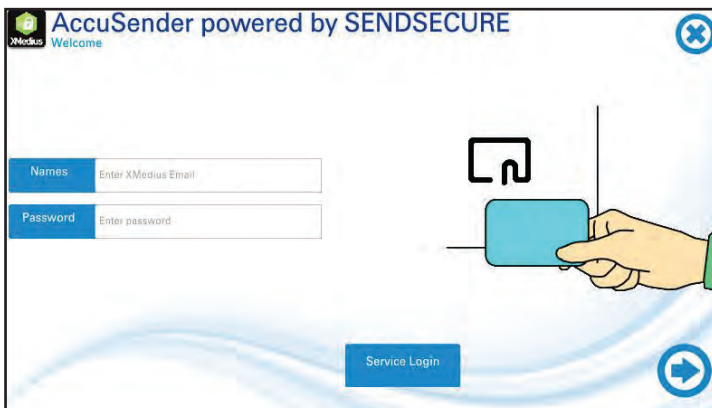 AccuSender powered by SENDSECURE
XMedius
Welcome
Names
Enter XMedius Email
Password
Enter password
Service Login